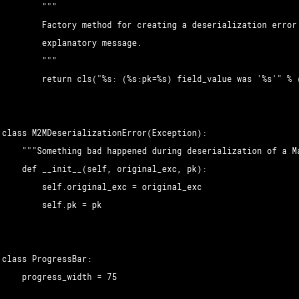 """
Factory method for creating a deserialization error
explanatory message.
"""
return cls("%s: (%s:pk=%s) field_value was '%s'" %
class M2MDeserializationError(Exception):
"""Something bad happened during deserialization of a
def __init__(self, original_exc, pk):
self.original_exc = original_exc
self.pk = pk
class ProgressBar:
progress_width = 75